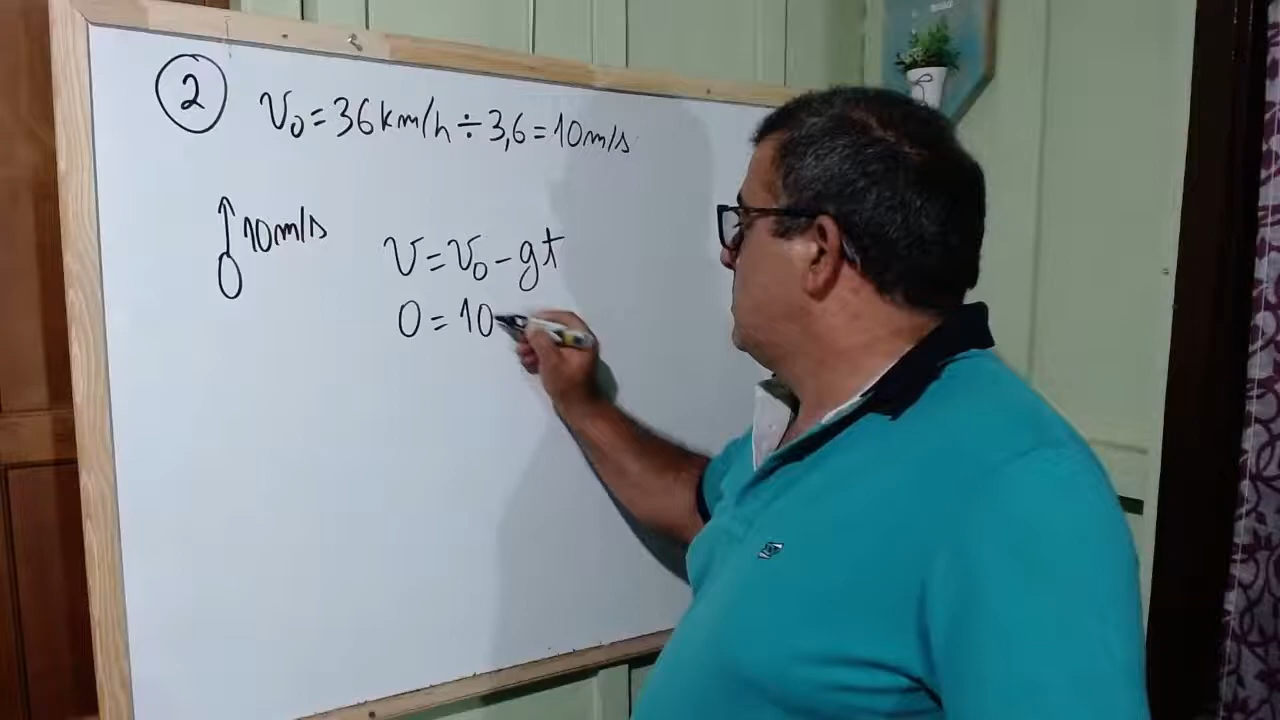 2 V₀ = 36 km/h ÷ 3,6 = 10 m/s
10 m/s
V = V₀ - gt
0 = 10